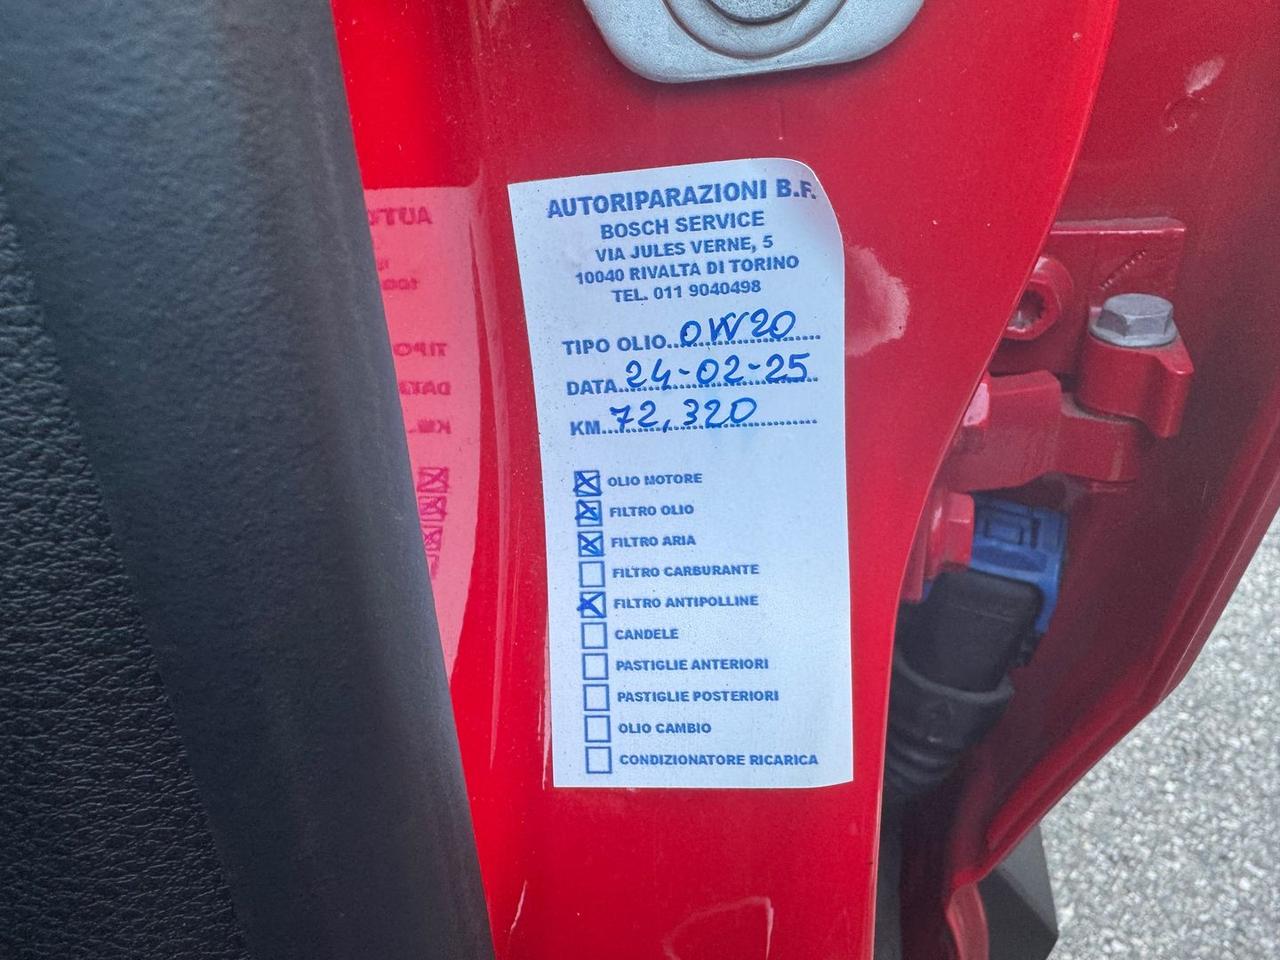 AUTORIPARAZIONI B.F.
BOSCH SERVICE
VIA JULES VERNE, 5
10040 RIVALTA DI TORINO
TEL. 011 9040498
TIPO OLIO..0W20
DATA..24-02-25
KM...72,320
OLIO MOTORE
FILTRO OLIO
FILTRO ARIA
FILTRO CARBURANTE
FILTRO ANTIPOLLINE
CANDELE
PASTIGLIE ANTERIORI
PASTIGLIE POSTERIORI
OLIO CAMBIO
CONDIZIONATORE RICARICA